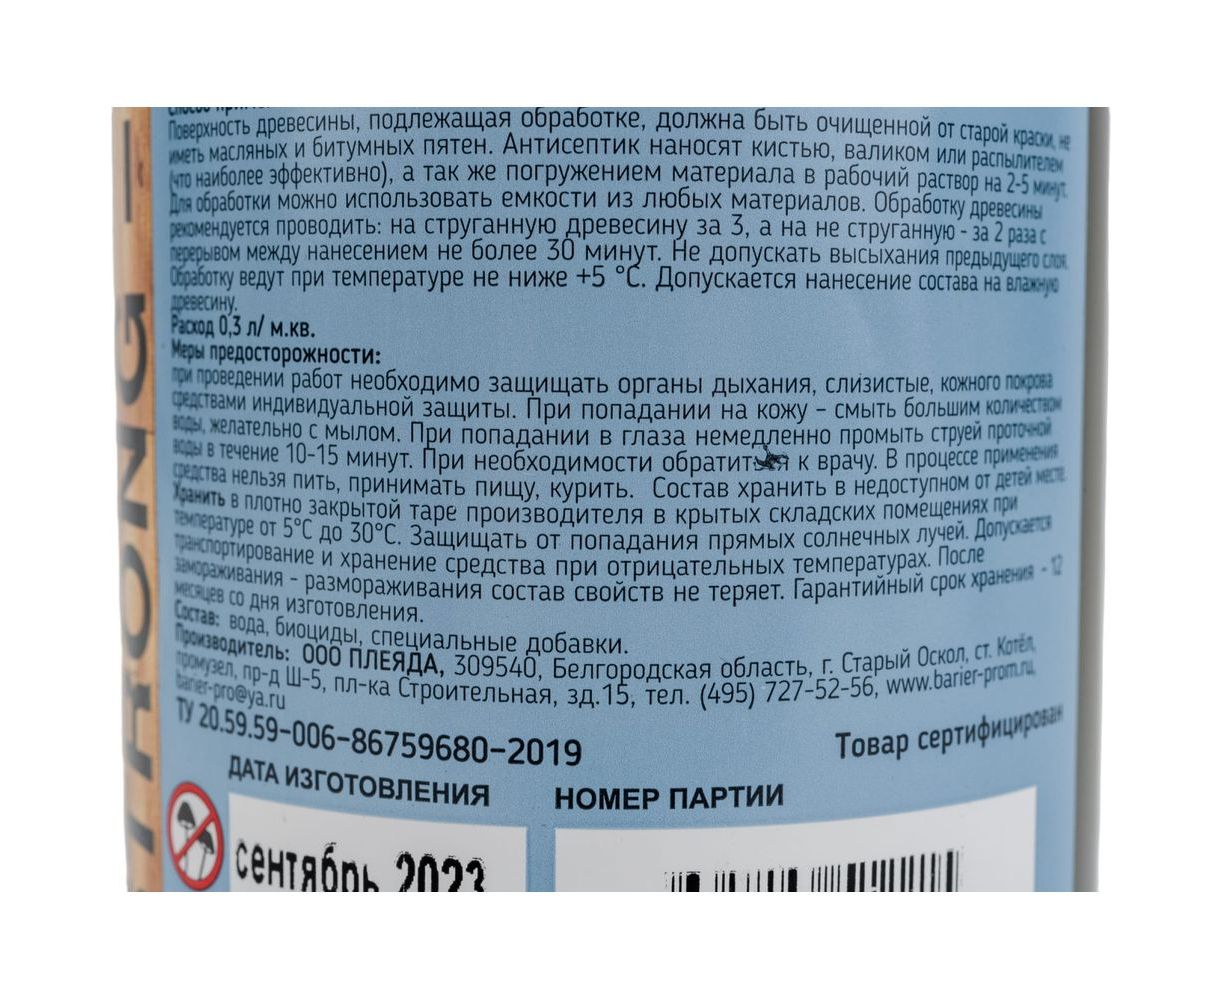 Поверхность древесины, подлежащая обработке, должна быть очищенной от старой краски, не
иметь масляных и битумных пятен. Антисептик наносят кистью, валиком или распылителем
(что наиболее эффективно), а так же погружением материала в рабочий раствор на 2-5 минут.
Для обработки можно использовать емкости из любых материалов. Обработку древесины
рекомендуется проводить: на струганную древесину за 3, а на не струганную - за 2 раза с
перерывом между нанесением не более 30 минут. Не допускать высыхания предыдущего слоя.
Обработку ведут при температуре не ниже +5 °С. Допускается нанесение состава на влажную
древесину.
Расход 0,3 л/ м.кв.
Меры предосторожности:
при проведении работ необходимо защищать органы дыхания, слизистые, кожного покрова
средствами индивидуальной защиты. При попадании на кожу – смыть большим количеством
воды, желательно с мылом. При попадании в глаза немедленно промыть струей проточной
воды в течение 10-15 минут. При необходимости обратиться к врачу. В процессе применения
средства нельзя пить, принимать пищу, курить. Состав хранить в недоступном от детей месте.
Хранить в плотно закрытой таре производителя в крытых складских помещениях при
температуре от 5°С до 30°С. Защищать от попадания прямых солнечных лучей. Допускается
транспортирование и хранение средства при отрицательных температурах. После
замораживания – размораживания состав свойств не теряет. Гарантийный срок хранения - 12
месяцев со дня изготовления.
Состав: вода, биоциды, специальные добавки.
Производитель: ООО ПЛЕЯДА, 309540, Белгородская область, г. Старый Оскол, ст. Котёл,
промузел, пр-д Ш-5, пл-ка Строительная, зд.15, тел. (495) 727-52-56, www.barier-prom.ru,
barier-pro@ya.ru
ТУ 20.59.59–006–86759680–2019
Товар сертифицирован
ДАТА ИЗГОТОВЛЕНИЯ
НОМЕР ПАРТИИ
сентябрь 2023
STRONG